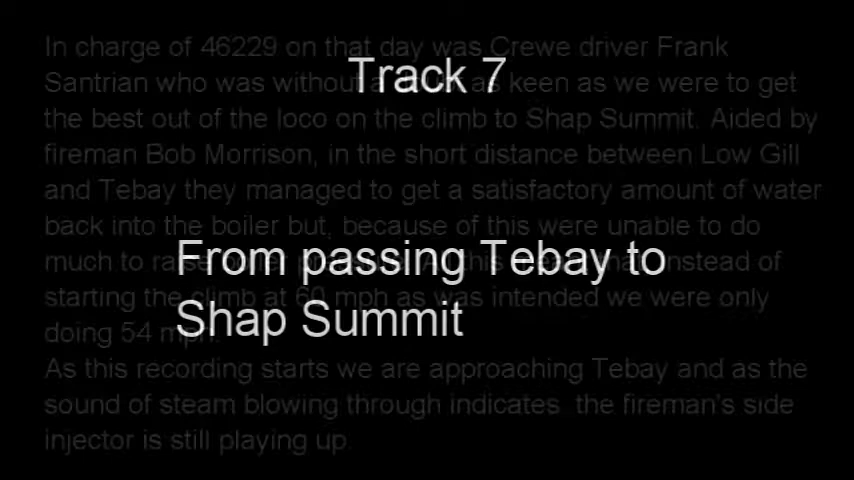 In charge of 46229 on that day was Crewe driver Frank
Track 7
Santrian who was without as keen as we were to get
the best out of the loco on the climb to Shap Summit. Aided by
fireman Bob Morrison, in the short distance between Low Gill
and Tebay they managed to get a satisfactory amount of water
back into the boiler but, because of this were unable to do
From passing Tebay to
much to instead of
starting the climb at 60 mph as was intended we were only
Shap Summit
doing 54 mph.
As this recording starts we are approaching Tebay and as the
sound of steam blowing through indicates, the fireman's side
injector is still playing up.